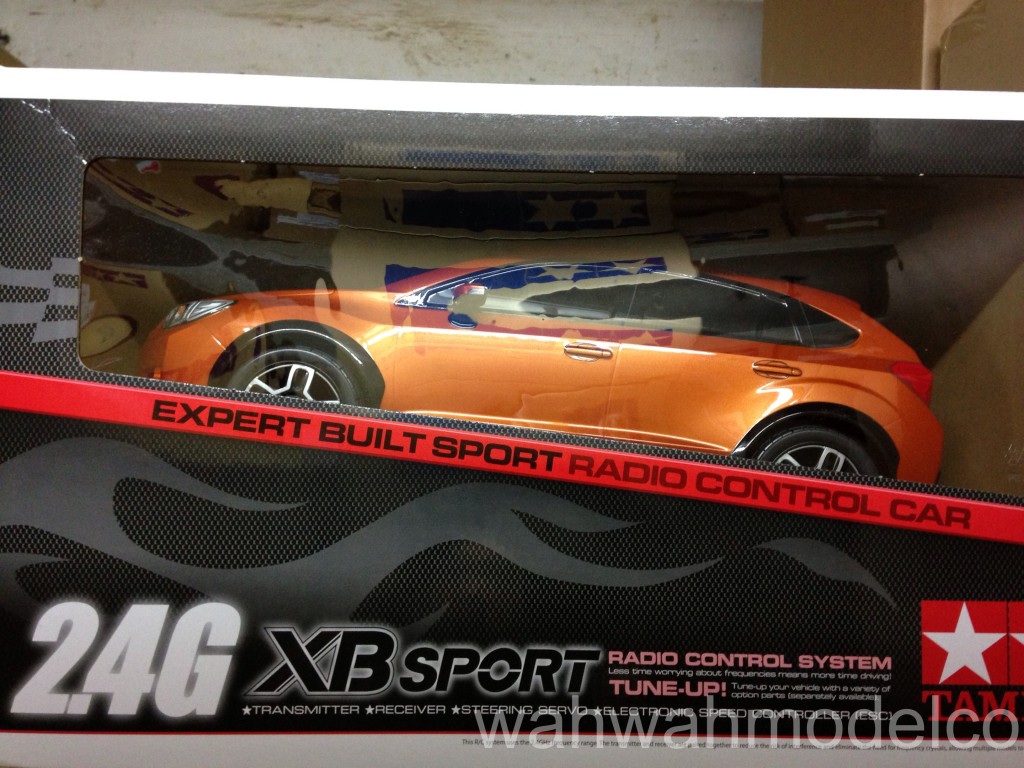 EXPERT BUILT SPORT RADIO CONTROL CAR
2.4G XB SPORT
RADIO CONTROL SYSTEM
Less time worrying about frequencies means more time driving!
TUNE-UP! Tune-up your vehicle with a variety of
option parts (separately available)!
★TRANSMITTER ★RECEIVER ★STEERING SERVO ★ELECTRONIC SPEED CONTROLLER (ESC)
TAM
wanwanmodelco